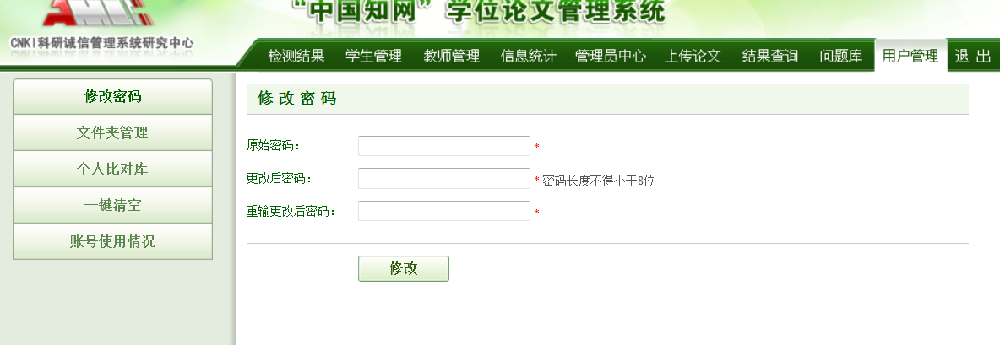 “中国知网”学位论文管理系统
CNKI科研诚信管理系统研究中心
检测结果 学生管理 教师管理 信息统计 管理员中心 上传论文 结果查询 问题库 用户管理 退 出
修改密码
文件夹管理
个人比对库
一键清空
账号使用情况
修 改 密 码
原始密码： *
更改后密码： * 密码长度不得小于8位
重输更改后密码： *
修改